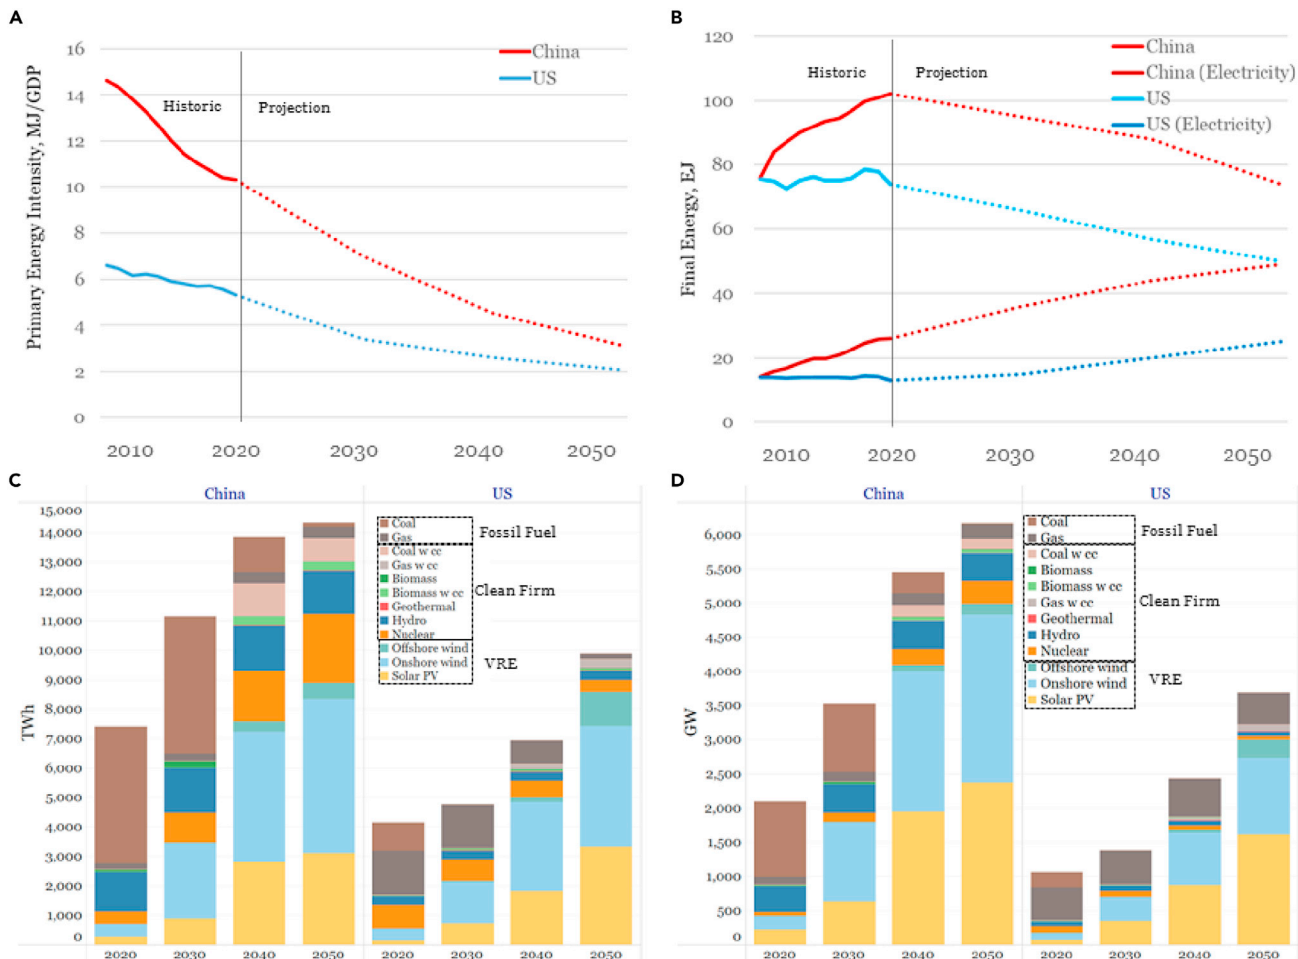 A
Primary Energy Intensity, MJ/GDP
16
14
12
10
8
6
4
2
0
China
US
Historic
Projection
2010
2020
2030
2040
2050
B
Final Energy, EJ
120
100
80
60
40
20
0
Historic
Projection
China
China (Electricity)
US
US (Electricity)
2010
2020
2030
2040
2050
C
China
US
TWh
15,000
14,000
13,000
12,000
11,000
10,000
9,000
8,000
7,000
6,000
5,000
4,000
3,000
2,000
1,000
0
Coal
Gas
Fossil Fuel
Coal w cc
Gas w cc
Biomass
Biomass w cc
Geothermal
Hydro
Nuclear
Clean Firm
Offshore wind
Onshore wind
Solar PV
VRE
2020
2030
2040
2050
2020
2030
2040
2050
D
China
US
GW
6,000
5,500
5,000
4,500
4,000
3,500
3,000
2,500
2,000
1,500
1,000
500
0
Coal
Gas
Fossil Fuel
Coal w cc
Biomass
Biomass w cc
Gas w cc
Geothermal
Hydro
Nuclear
Clean Firm
Offshore wind
Onshore wind
Solar PV
VRE
2020
2030
2040
2050
2020
2030
2040
2050